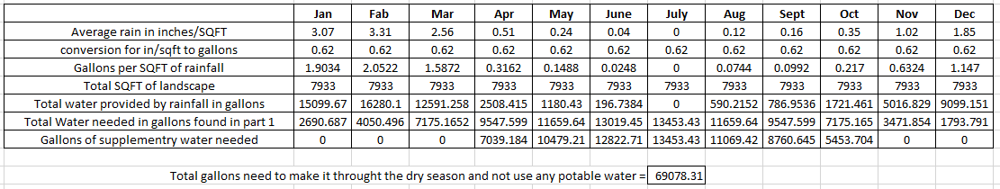 Jan Fab Mar Apr May June July Aug Sept Oct Nov Dec
Average rain in inches/SQFT 3.07 3.31 2.56 0.51 0.24 0.04 0 0.12 0.16 0.35 1.02 1.85
conversion for in/sqft to gallons 0.62 0.62 0.62 0.62 0.62 0.62 0.62 0.62 0.62 0.62 0.62 0.62
Gallons per SQFT of rainfall 1.9034 2.0522 1.5872 0.3162 0.1488 0.0248 0 0.0744 0.0992 0.217 0.6324 1.147
Total SQFT of landscape 7933 7933 7933 7933 7933 7933 7933 7933 7933 7933 7933 7933
Total water provided by rainfall in gallons 15099.67 16280.1 12591.258 2508.415 1180.43 196.7384 0 590.2152 786.9536 1721.461 5016.829 9099.151
Total Water needed in gallons found in part 1 2690.687 4050.496 7175.1652 9547.599 11659.64 13019.45 13453.43 11659.64 9547.599 7175.165 3471.854 1793.791
Gallons of supplementry water needed 0 0 0 7039.184 10479.21 12822.71 13453.43 11069.42 8760.645 5453.704 0 0
Total gallons need to make it throught the dry season and not use any potable water = 69078.31